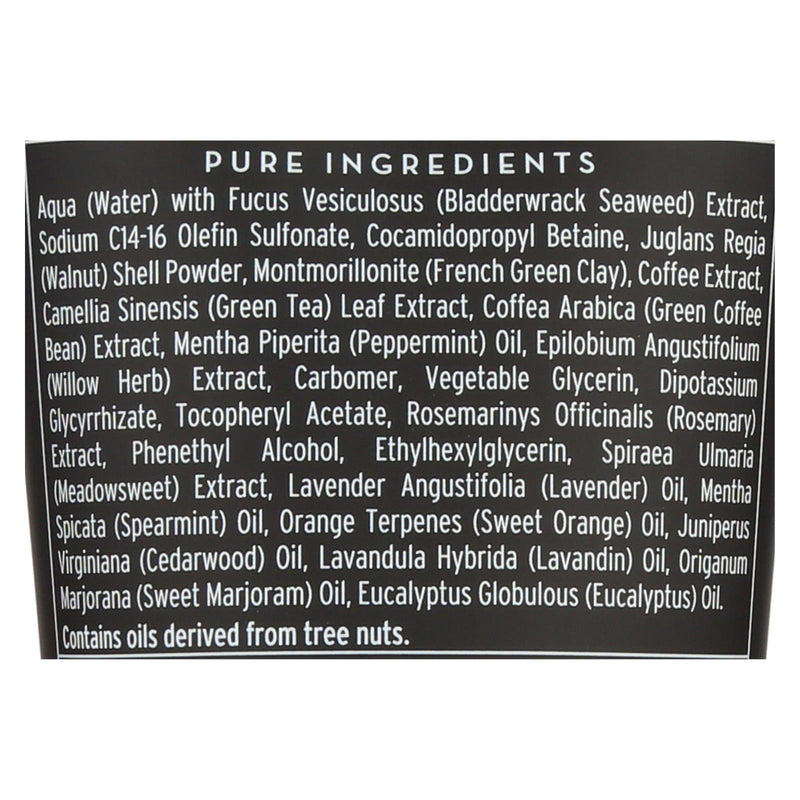 PURE INGREDIENTS
Aqua (Water) with Fucus Vesiculosus (Bladderwrack Seaweed) Extract,
Sodium C14-16 Olefin Sulfonate, Cocamidopropyl Betaine, Juglans Regia
(Walnut) Shell Powder, Montmorillonite (French Green Clay), Coffee Extract,
Camellia Sinensis (Green Tea) Leaf Extract, Coffea Arabica (Green Coffee
Bean) Extract, Mentha Piperita (Peppermint) Oil, Epilobium Angustifolium
(Willow Herb) Extract, Carbomer, Vegetable Glycerin, Dipotassium
Glycyrrhizate, Tocopheryl Acetate, Rosemarinys Officinalis (Rosemary)
Extract, Phenethyl Alcohol, Ethylhexylglycerin, Spiraea Ulmaria
(Meadowsweet) Extract, Lavender Angustifolia (Lavender) Oil, Mentha
Spicata (Spearmint) Oil, Orange Terpenes (Sweet Orange) Oil, Juniperus
Virginiana (Cedarwood) Oil, Lavandula Hybrida (Lavandin) Oil, Origanum
Marjorana (Sweet Marjoram) Oil, Eucalyptus Globulous (Eucalyptus) Oil.
Contains oils derived from tree nuts.